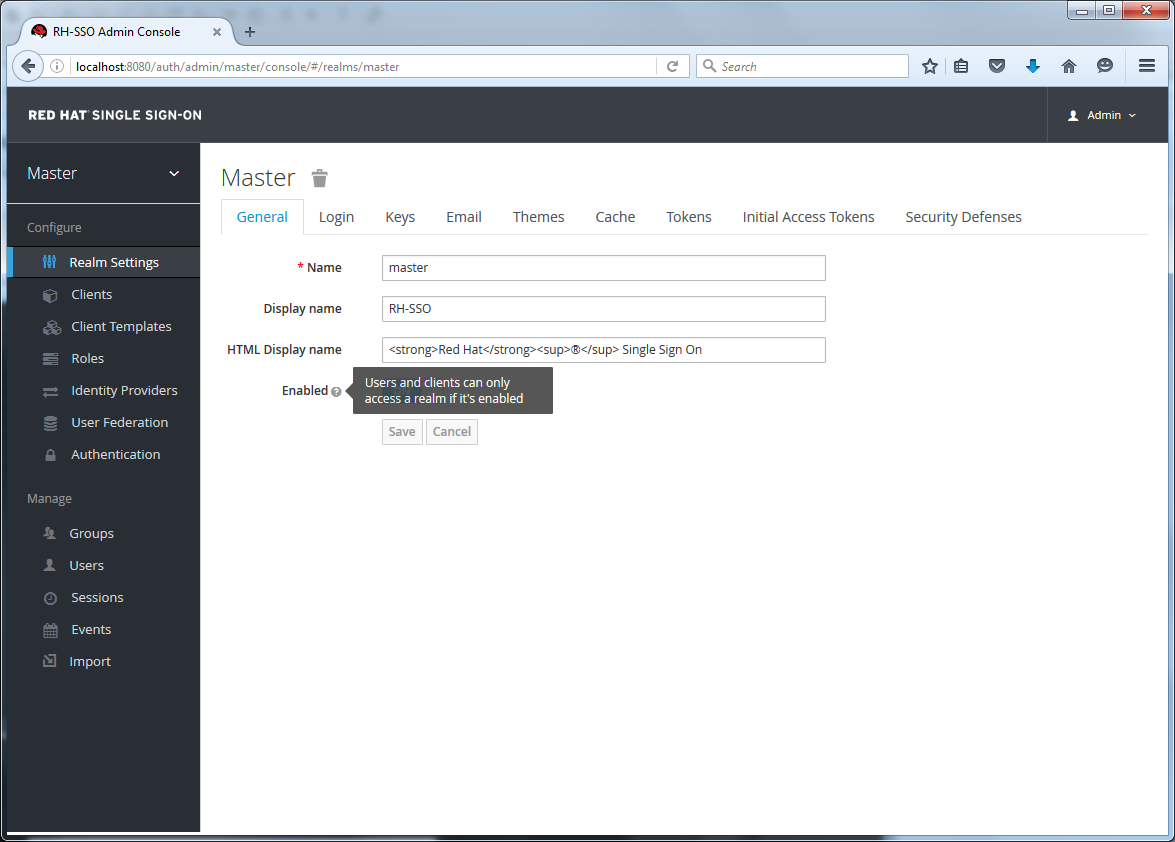 RH-SSO Admin Console
localhost:8080/auth/admin/master/console/#/realms/master
Search
RED HAT® SINGLE SIGN-ON
Admin
Master
Configure
Realm Settings
Clients
Client Templates
Roles
Identity Providers
User Federation
Authentication
Manage
Groups
Users
Sessions
Events
Import
Master
General Login Keys Email Themes Cache Tokens Initial Access Tokens Security Defenses
* Name master
Display name RH-SSO
HTML Display name <strong>Red Hat</strong><sup>®</sup> Single Sign On
Enabled
Users and clients can only
access a realm if it's enabled
Save Cancel